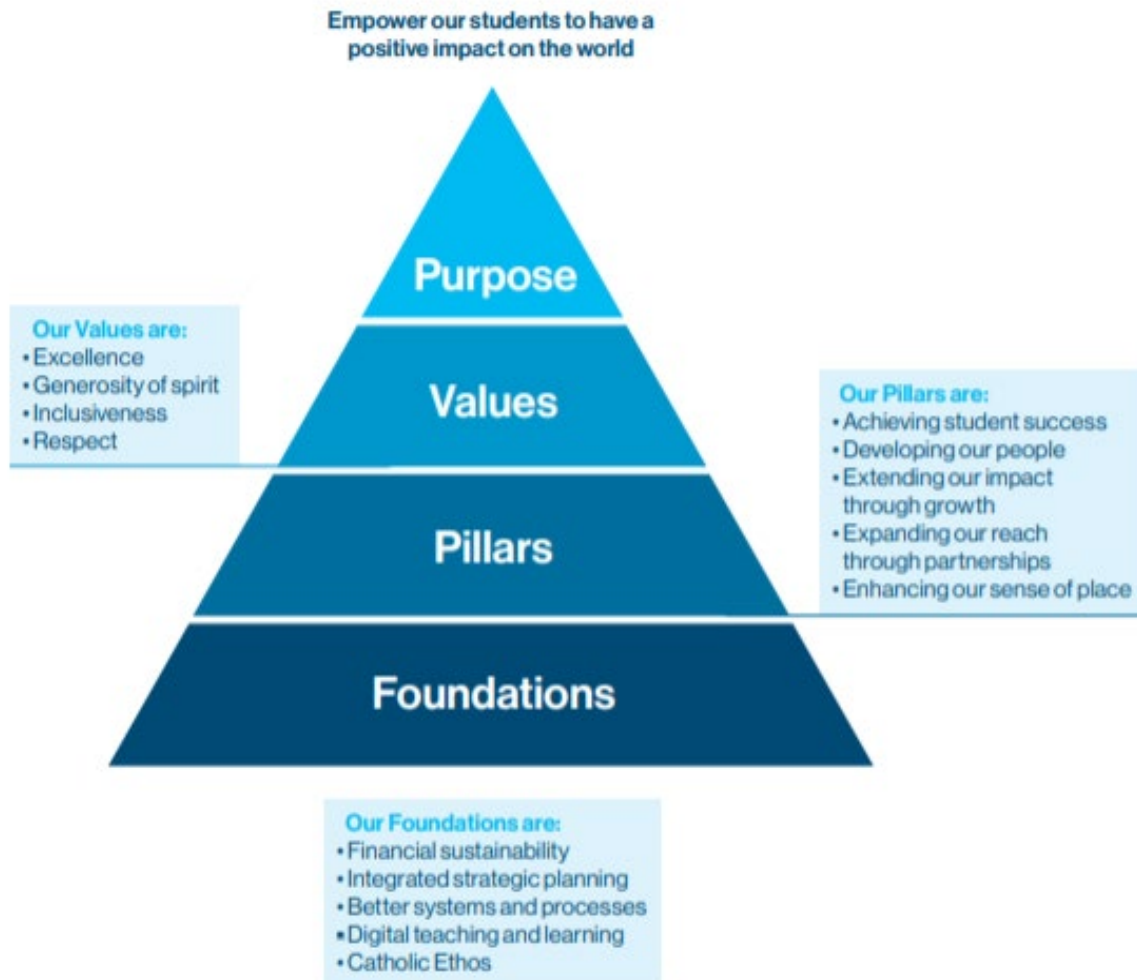 Empower our students to have a
positive impact on the world
Purpose
Our Values are:
• Excellence
• Generosity of spirit
• Inclusiveness
• Respect
Values
Our Pillars are:
• Achieving student success
• Developing our people
• Extending our impact
through growth
• Expanding our reach
through partnerships
• Enhancing our sense of place
Pillars
Foundations
Our Foundations are:
• Financial sustainability
• Integrated strategic planning
• Better systems and processes
• Digital teaching and learning
• Catholic Ethos